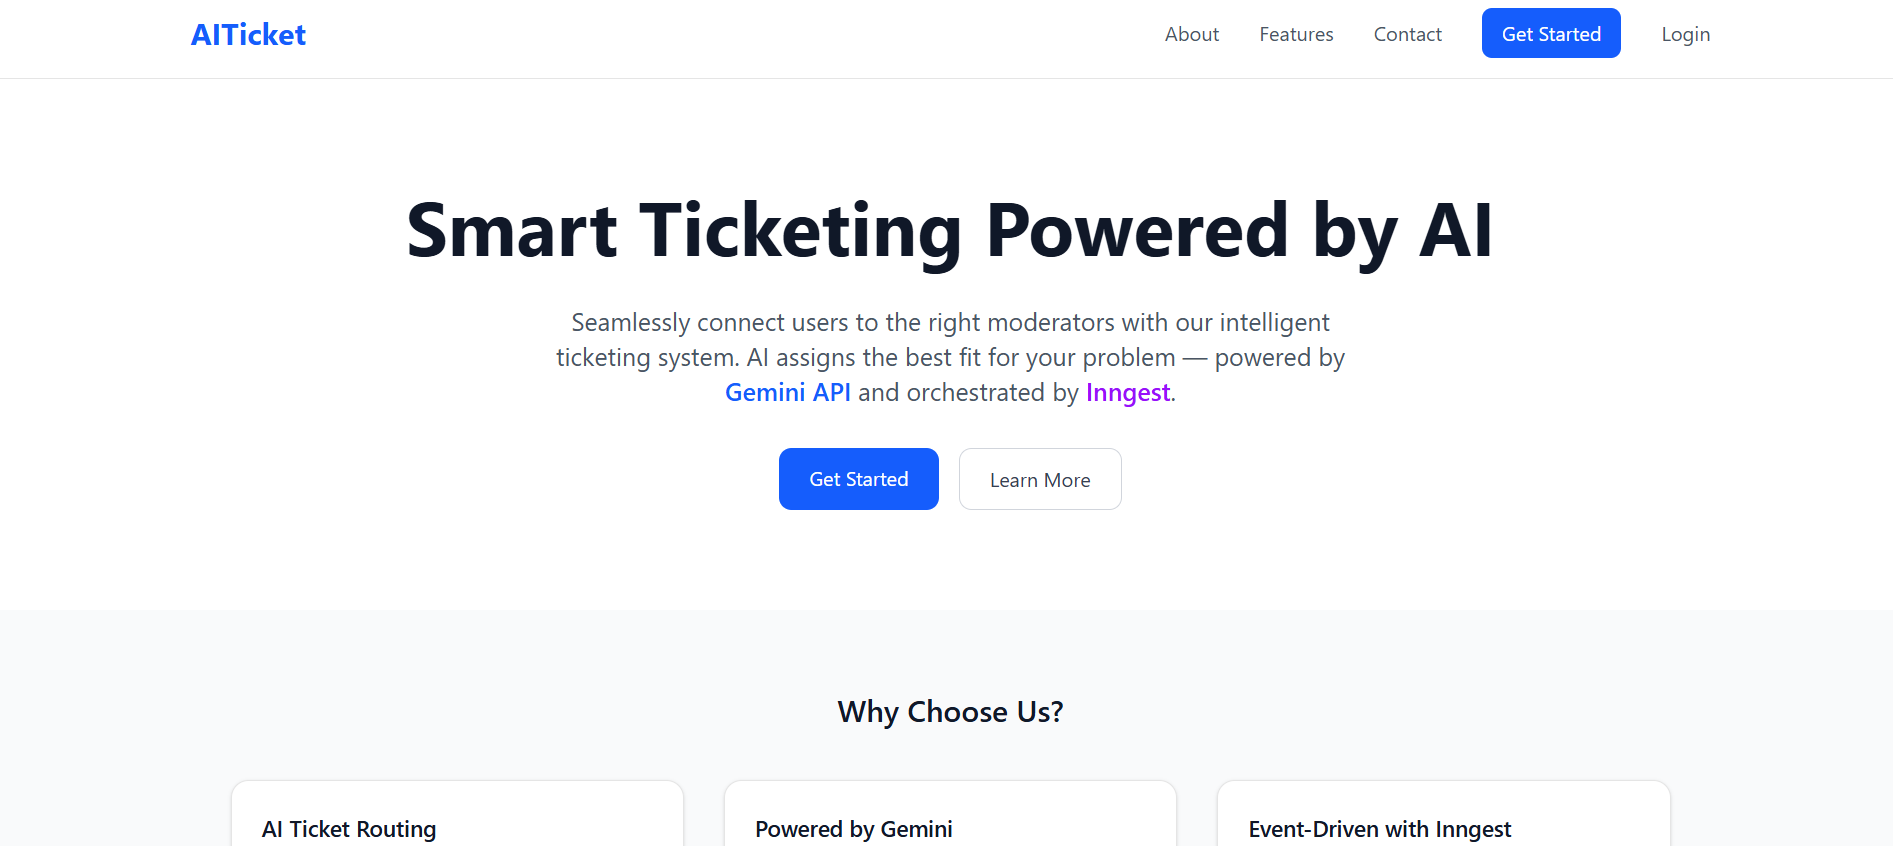 AITicket
About
Features
Contact
Get Started
Login
Smart Ticketing Powered by AI
Seamlessly connect users to the right moderators with our intelligent
ticketing system. AI assigns the best fit for your problem — powered by
Gemini API and orchestrated by Inngest.
Get Started
Learn More
Why Choose Us?
AI Ticket Routing
Powered by Gemini
Event-Driven with Inngest